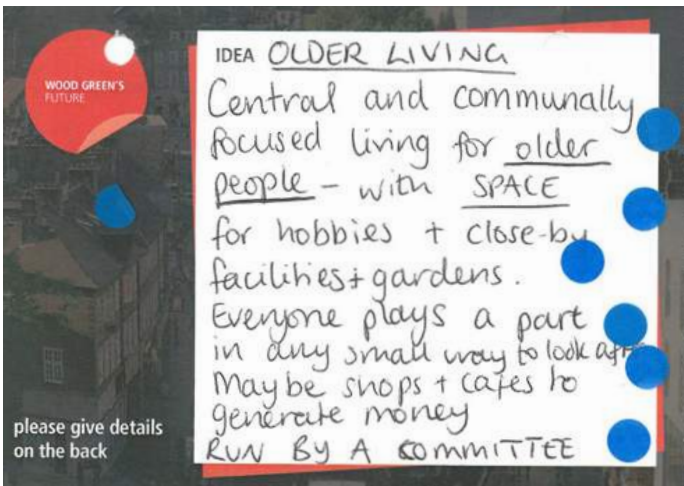 WOOD GREEN'S
FUTURE
IDEA OLDER LIVING
Central and communally
focused living for older
people - with SPACE
for hobbies + close-by
facilities + gardens.
Everyone plays a part
in any small way to look after
Maybe shops + cafes to
generate money
RUN BY A COMMITTEE
please give details
on the back